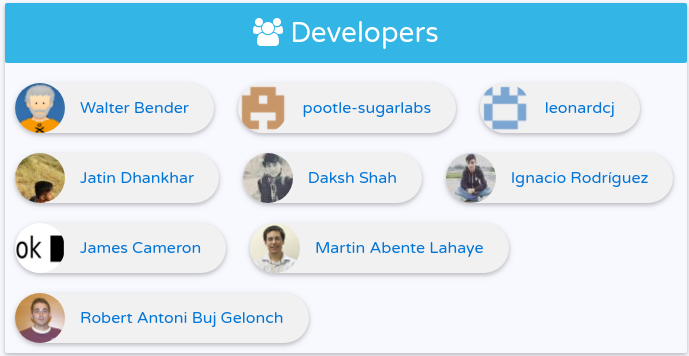 Developers
Walter Bender pootle-sugarlabs leonardcj
Jatin Dhankhar Daksh Shah Ignacio Rodríguez
ok James Cameron Martin Abente Lahaye
Robert Antoni Buj Gelonch